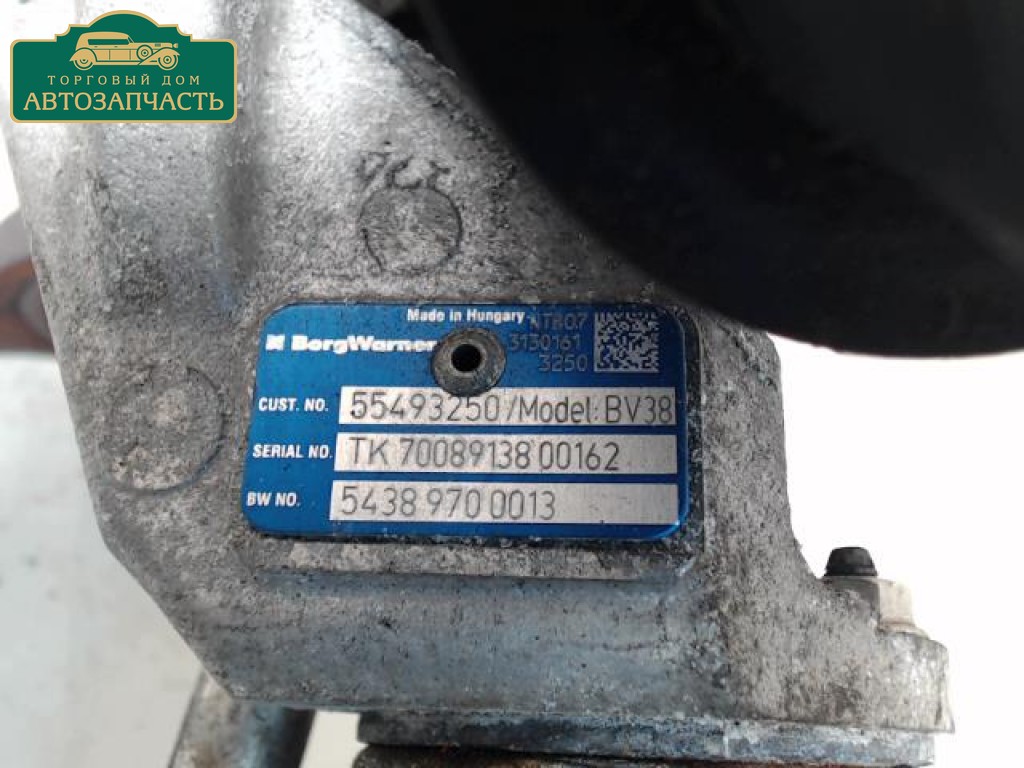 ТОРГОВЫЙ ДОМ
АВТОЗАПЧАСТЬ
Made in Hungary
3130161
3250
BorgWarner
CUST. NO. 55493250/Model: BV38
SERIAL NO. TK 70089138 00162
BW NO. 5438 970 0013